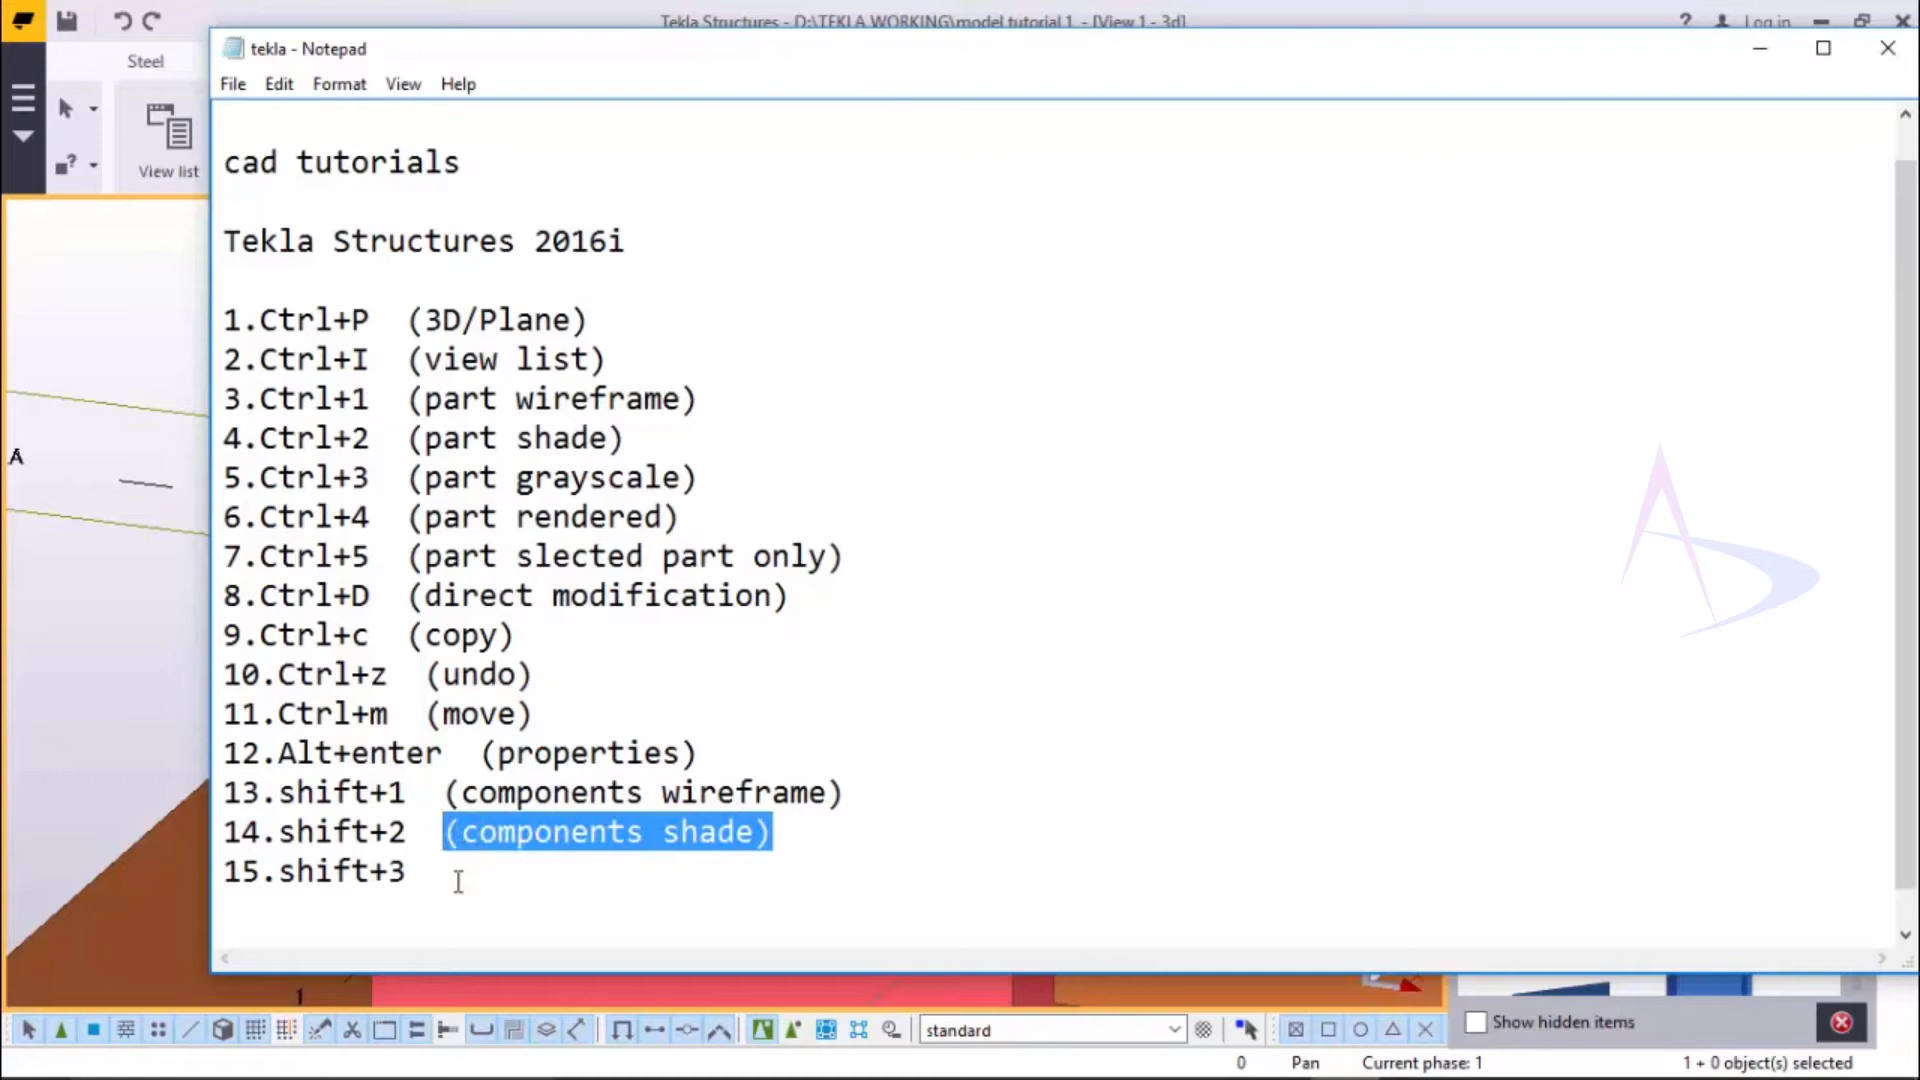 Tekla Structures - D:\TEKLA WORKING\model tutorial 1 - [View 1 - 3d]
? Log in
Steel
View list
tekla - Notepad
File Edit Format View Help
cad tutorials
Tekla Structures 2016i
1.Ctrl+P (3D/Plane)
2.Ctrl+I (view list)
3.Ctrl+1 (part wireframe)
4.Ctrl+2 (part shade)
5.Ctrl+3 (part grayscale)
6.Ctrl+4 (part rendered)
7.Ctrl+5 (part slected part only)
8.Ctrl+D (direct modification)
9.Ctrl+c (copy)
10.Ctrl+z (undo)
11.Ctrl+m (move)
12.Alt+enter (properties)
13.shift+1 (components wireframe)
14.shift+2 (components shade)
15.shift+3
A
1
standard
Show hidden items
0 Pan Current phase: 1 1 + 0 object(s) selected